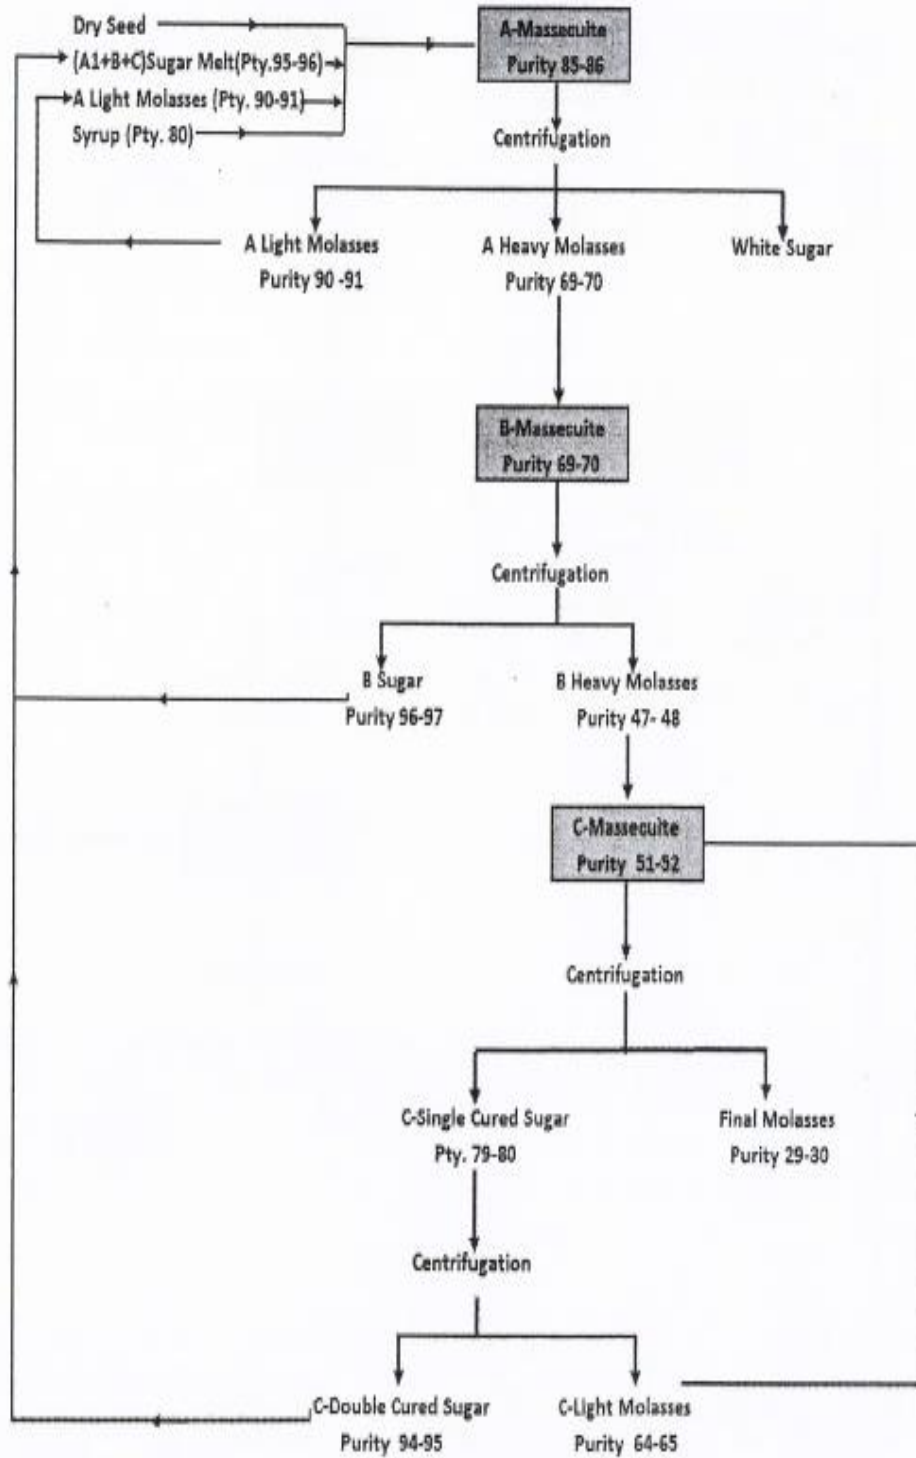 Dry Seed
(A1+B+C)Sugar Melt(Pty.95-96)
A Light Molasses (Pty. 90-91)
Syrup (Pty. 80)
A-Massecuite
Purity 85-86
Centrifugation
A Light Molasses
Purity 90 -91
A Heavy Molasses
Purity 69-70
White Sugar
B-Massecuite
Purity 69-70
Centrifugation
B Sugar
Purity 96-97
B Heavy Molasses
Purity 47- 48
C-Massecuite
Purity 51-52
Centrifugation
C-Single Cured Sugar
Pty. 79-80
Final Molasses
Purity 29-30
Centrifugation
C-Double Cured Sugar
Purity 94-95
C-Light Molasses
Purity 64-65